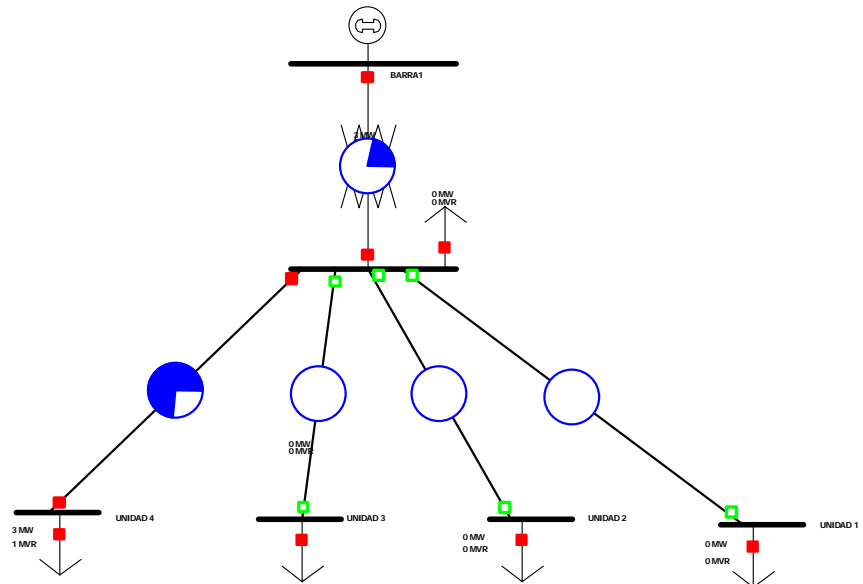 BARRA1
3 MW
0 MW
0 MVR
0 MW
0 MVR
UNIDAD 4
3 MW
1 MVR
UNIDAD 3
UNIDAD 2
0 MW
0 MVR
UNIDAD 1
0 MW
0 MVR